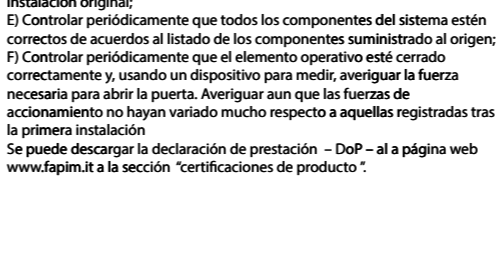 instalación original;
E) Controlar periódicamente que todos los componentes del sistema estén
correctos de acuerdos al listado de los componentes suministrado al origen;
F) Controlar periódicamente que el elemento operativo esté cerrado
correctamente y, usando un dispositivo para medir, averiguar la fuerza
necesaria para abrir la puerta. Averiguar aun que las fuerzas de
accionamiento no hayan variado mucho respecto a aquellas registradas tras
la primera instalación
Se puede descargar la declaración de prestación – DoP – al a página web
www.fapim.it a la sección “certificaciones de producto ”.